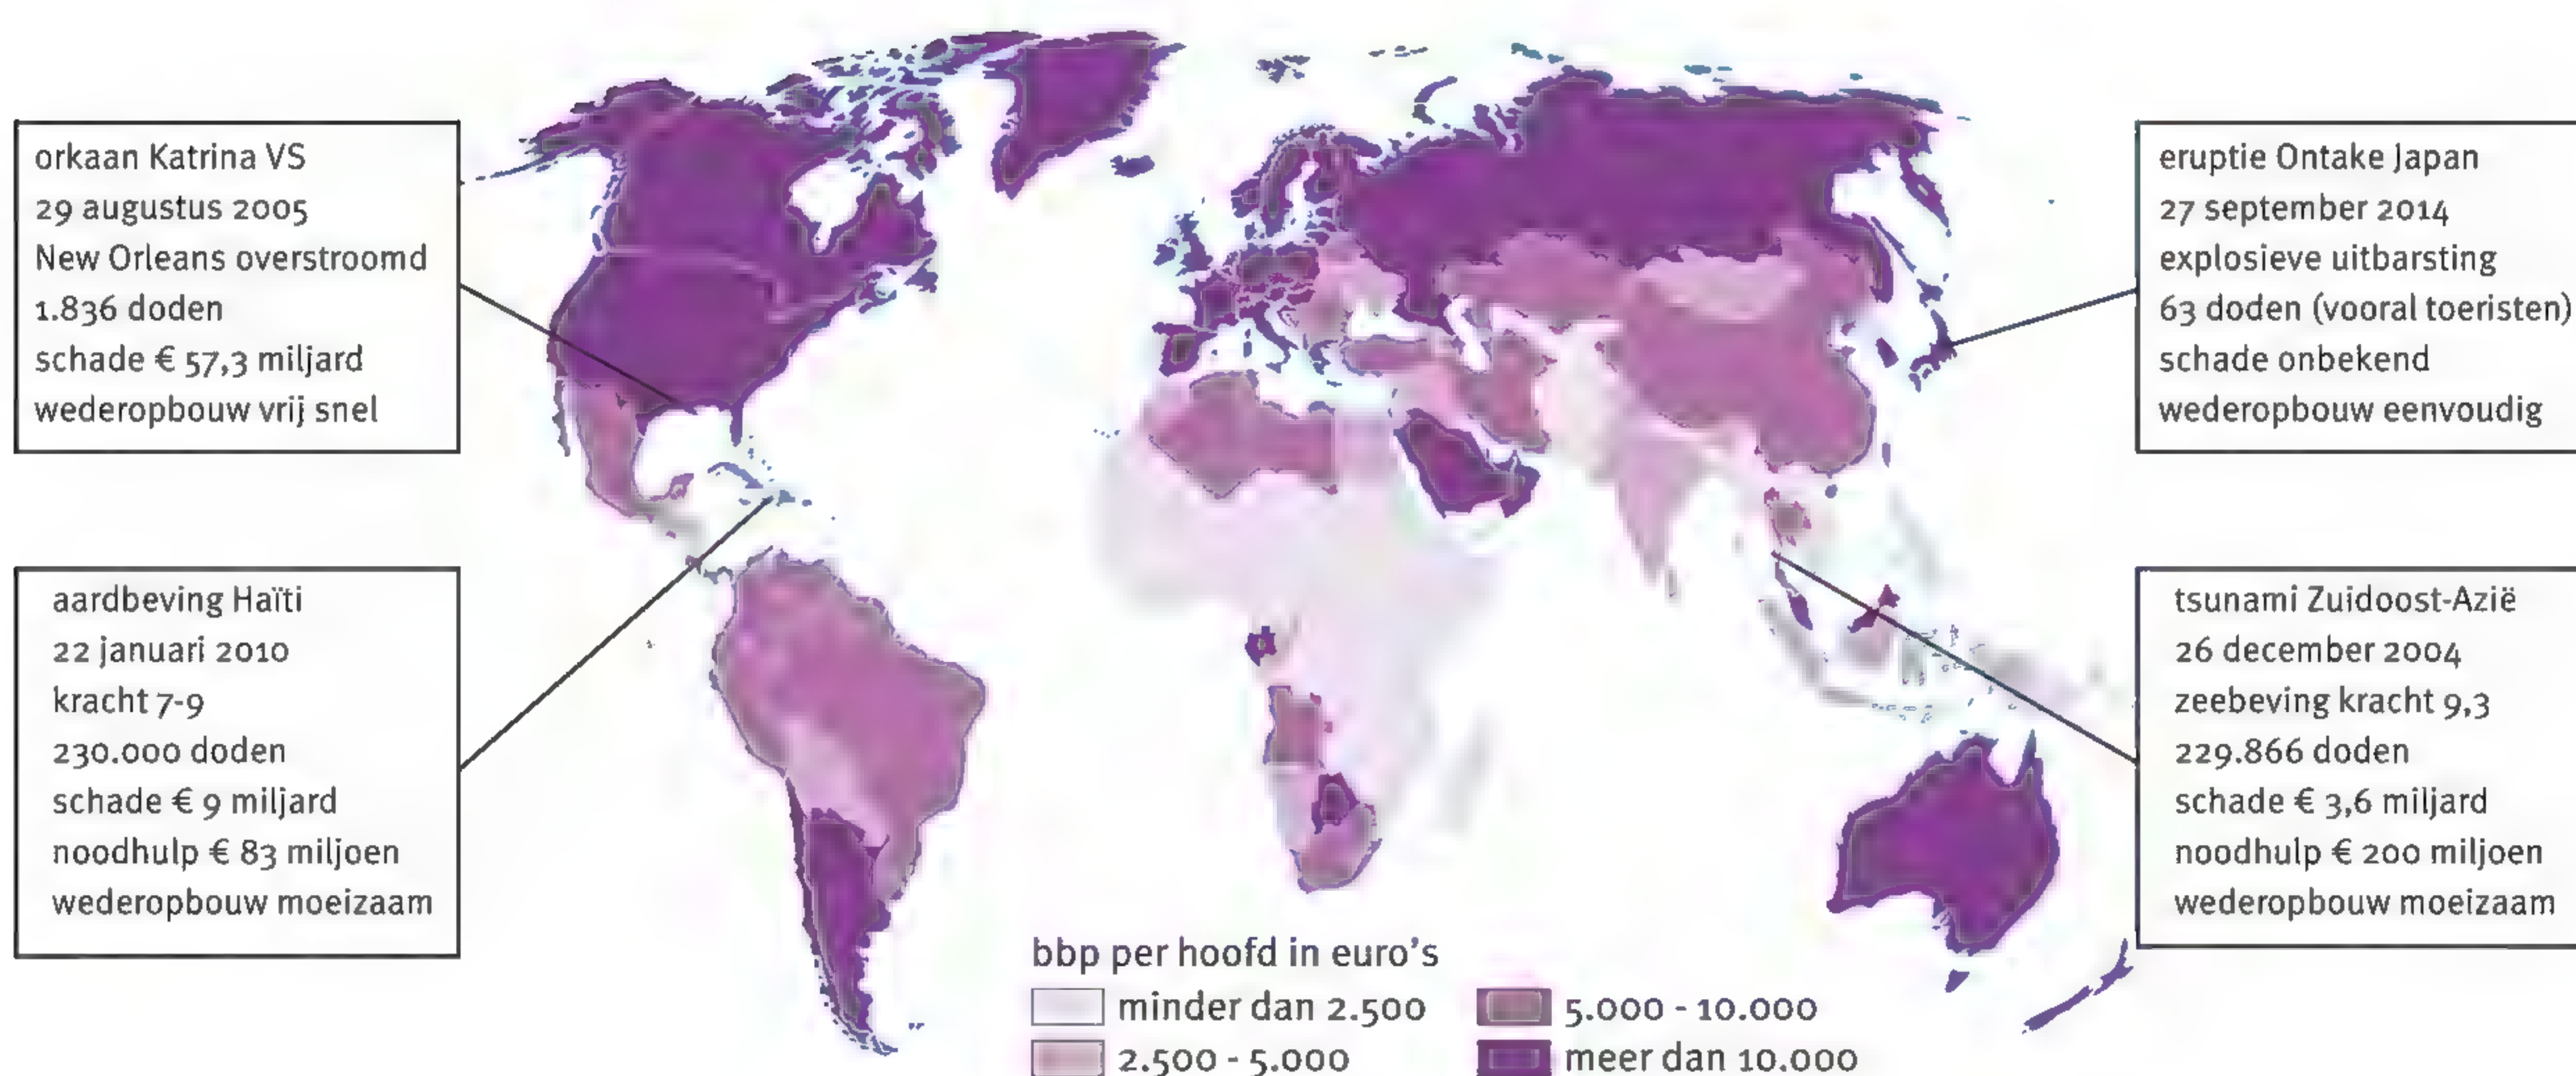 orkaan Katrina VS
29 augustus 2005
New Orleans overstroomd
1.836 doden
schade € 57,3 miljard
wederopbouw vrij snel
aardbeving Haïti
22 januari 2010
kracht 7-9
230.000 doden
schade € 9 miljard
noodhulp € 83 miljoen
wederopbouw moeizaam
eruptie Ontake Japan
27 september 2014
explosieve uitbarsting
63 doden (vooral toeristen)
schade onbekend
wederopbouw eenvoudig
tsunami Zuidoost-Azië
26 december 2004
zeebeving kracht 9,3
229.866 doden
schade € 3,6 miljard
noodhulp € 200 miljoen
wederopbouw moeizaam
bbp per hoofd in euro's
minder dan 2.500
2.500 - 5.000
5.000 - 10.000
meer dan 10.000